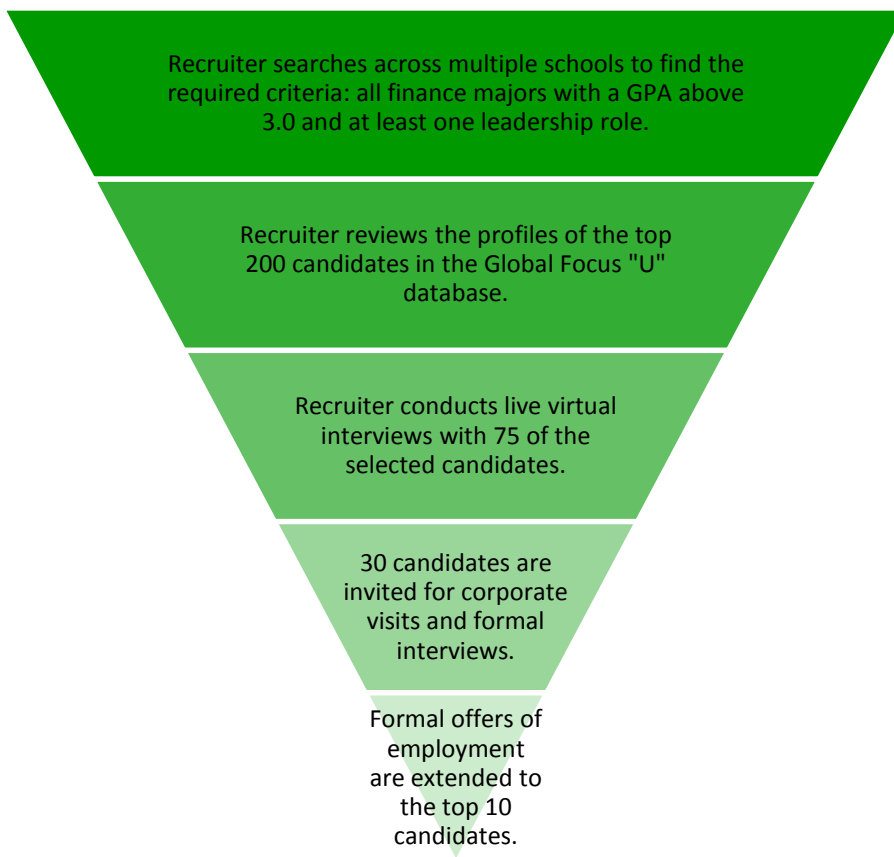 Recruiter searches across multiple schools to find the
required criteria: all finance majors with a GPA above
3.0 and at least one leadership role.
Recruiter reviews the profiles of the top
200 candidates in the Global Focus "U"
database.
Recruiter conducts live virtual
interviews with 75 of the
selected candidates.
30 candidates are
invited for corporate
visits and formal
interviews.
Formal offers of
employment
are extended to
the top 10
candidates.